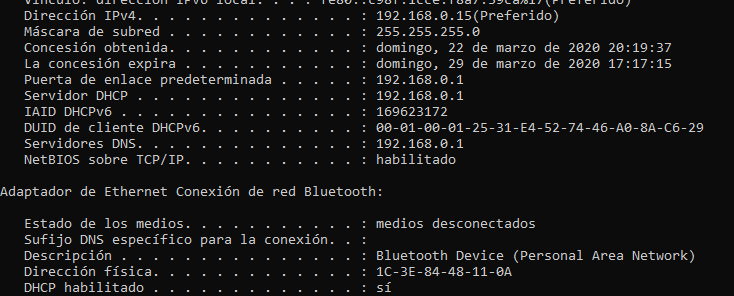 Vínculo: dirección IPv6 local. . . : fe80::c98f:1cce:f8a7:59ca%17(Preferido)
Dirección IPv4. . . . . . . . . . . . . . : 192.168.0.15(Preferido)
Máscara de subred . . . . . . . . . . . . : 255.255.255.0
Concesión obtenida. . . . . . . . . . . . : domingo, 22 de marzo de 2020 20:19:37
La concesión expira . . . . . . . . . . . : domingo, 29 de marzo de 2020 17:17:15
Puerta de enlace predeterminada . . . . . : 192.168.0.1
Servidor DHCP . . . . . . . . . . . . . . : 192.168.0.1
IAID DHCPv6 . . . . . . . . . . . . . . . : 169623172
DUID de cliente DHCPv6. . . . . . . . . . : 00-01-00-01-25-31-E4-52-74-46-A0-8A-C6-29
Servidores DNS. . . . . . . . . . . . . . : 192.168.0.1
NetBIOS sobre TCP/IP. . . . . . . . . . . : habilitado
Adaptador de Ethernet Conexión de red Bluetooth:
Estado de los medios. . . . . . . . . . . : medios desconectados
Sufijo DNS específico para la conexión. . :
Descripción . . . . . . . . . . . . . . . : Bluetooth Device (Personal Area Network)
Dirección física. . . . . . . . . . . . . : 1C-3E-84-48-11-0A
DHCP habilitado . . . . . . . . . . . . . : sí